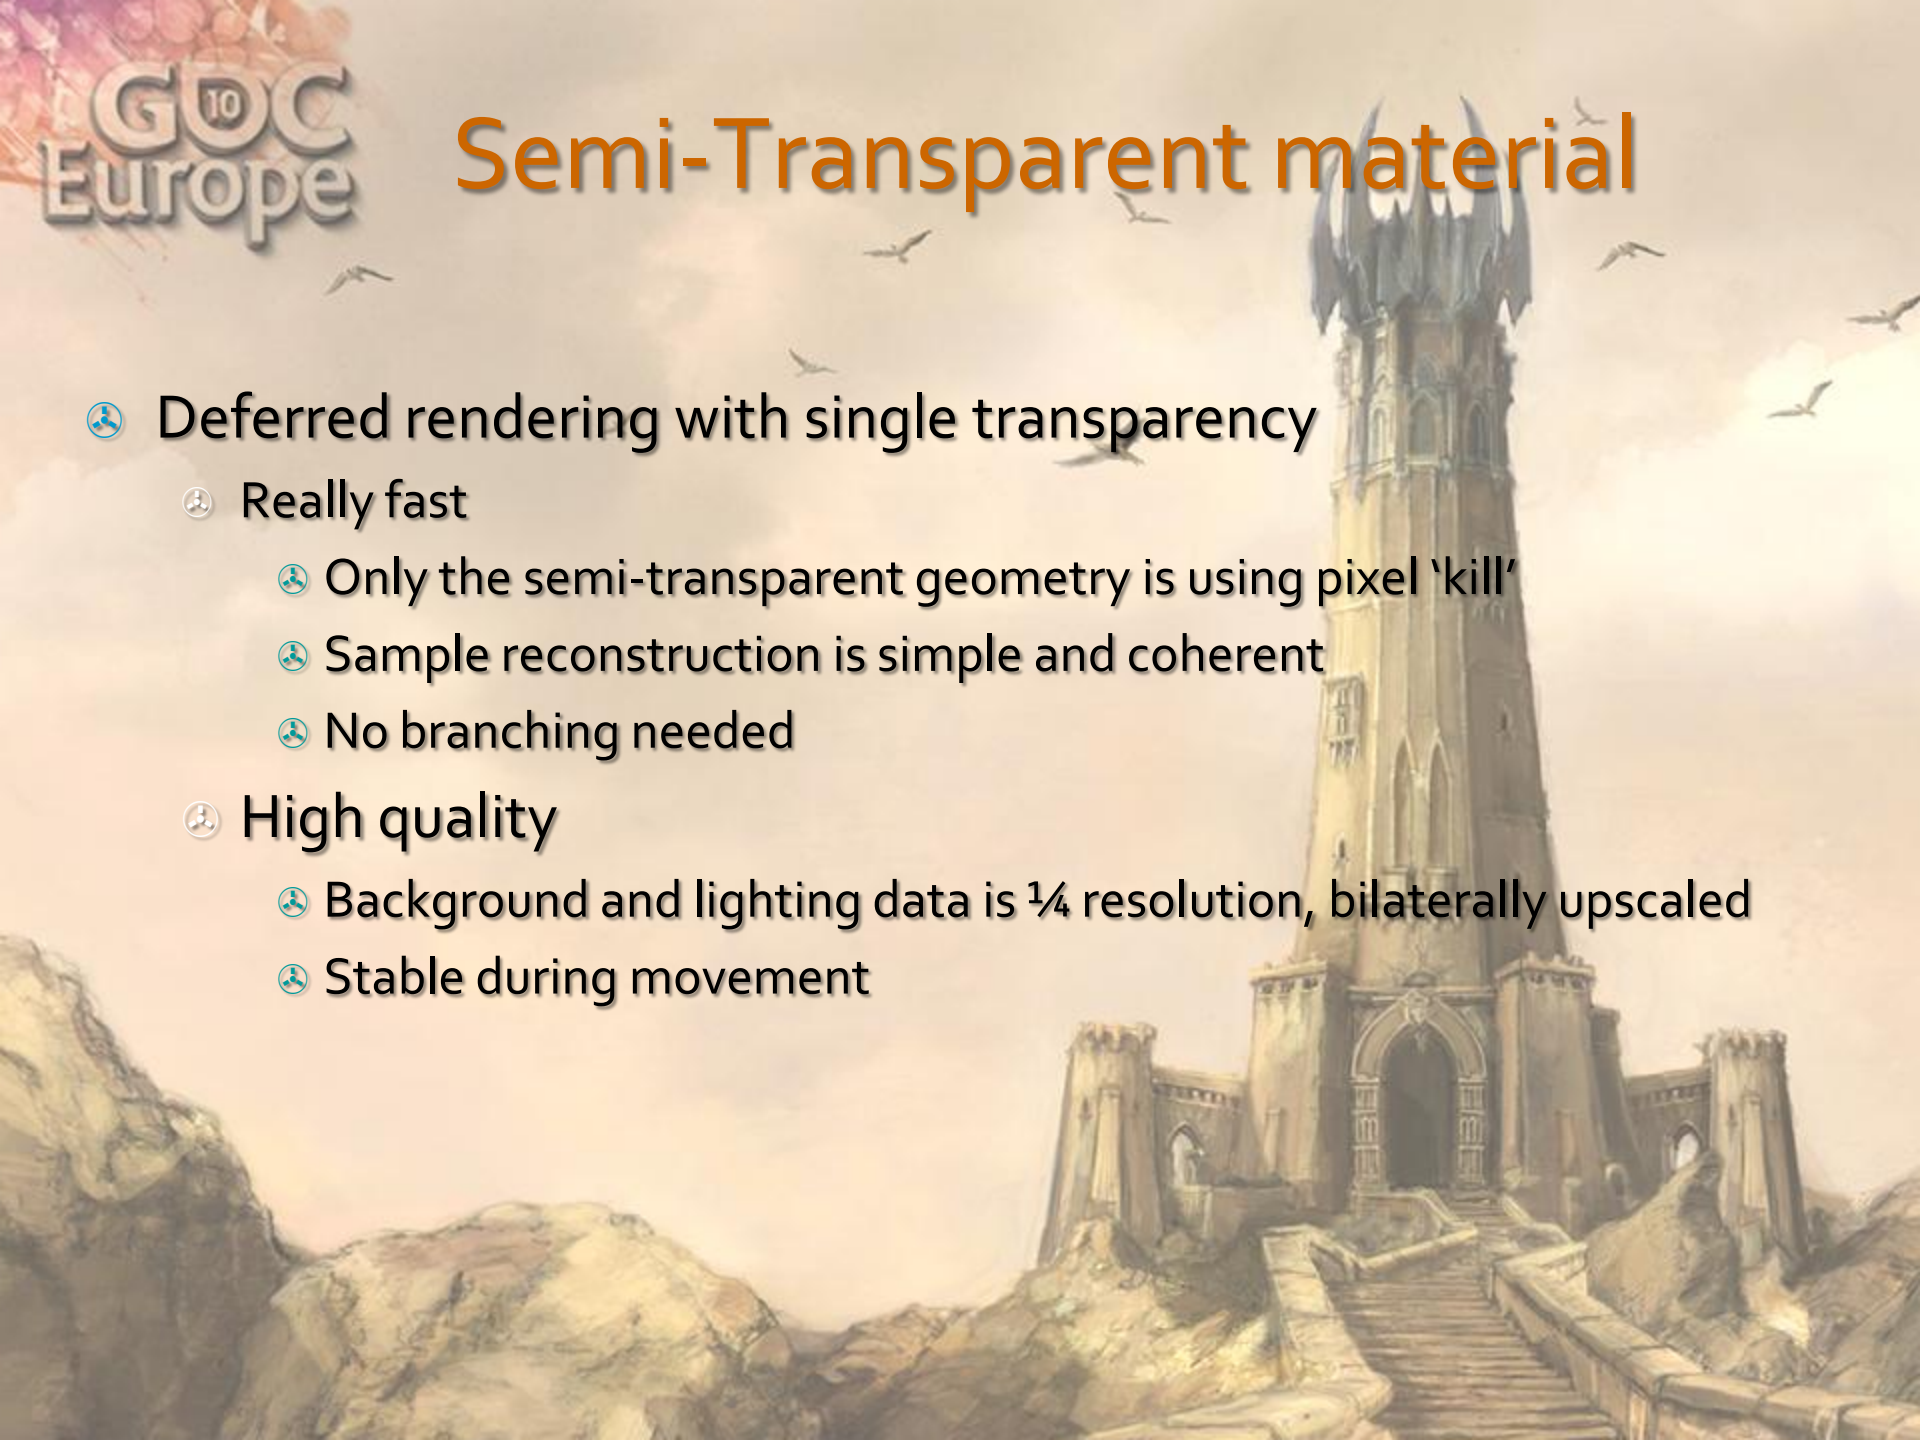 GDC
10
Europe
Semi-Transparent material
Deferred rendering with single transparency
Really fast
Only the semi-transparent geometry is using pixel ‘kill’
Sample reconstruction is simple and coherent
No branching needed
High quality
Background and lighting data is ¼ resolution, bilaterally upscaled
Stable during movement